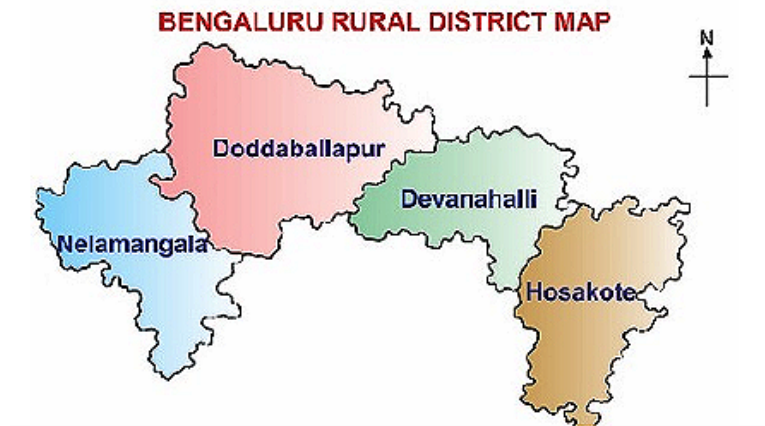 BENGALURU RURAL DISTRICT MAP
N
Doddaballapur
Devanahalli
Nelamangala
Hosakote